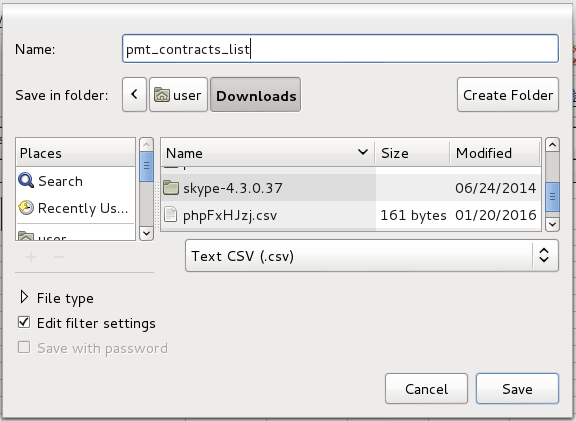 Name: pmt_contracts_list
Save in folder: user Downloads Create Folder
Places
Search
Recently Us...
user
Name Size Modified
skype-4.3.0.37 06/24/2014
phpFxHJzj.csv 161 bytes 01/20/2016
Text CSV (.csv)
File type
Edit filter settings
Save with password
Cancel Save